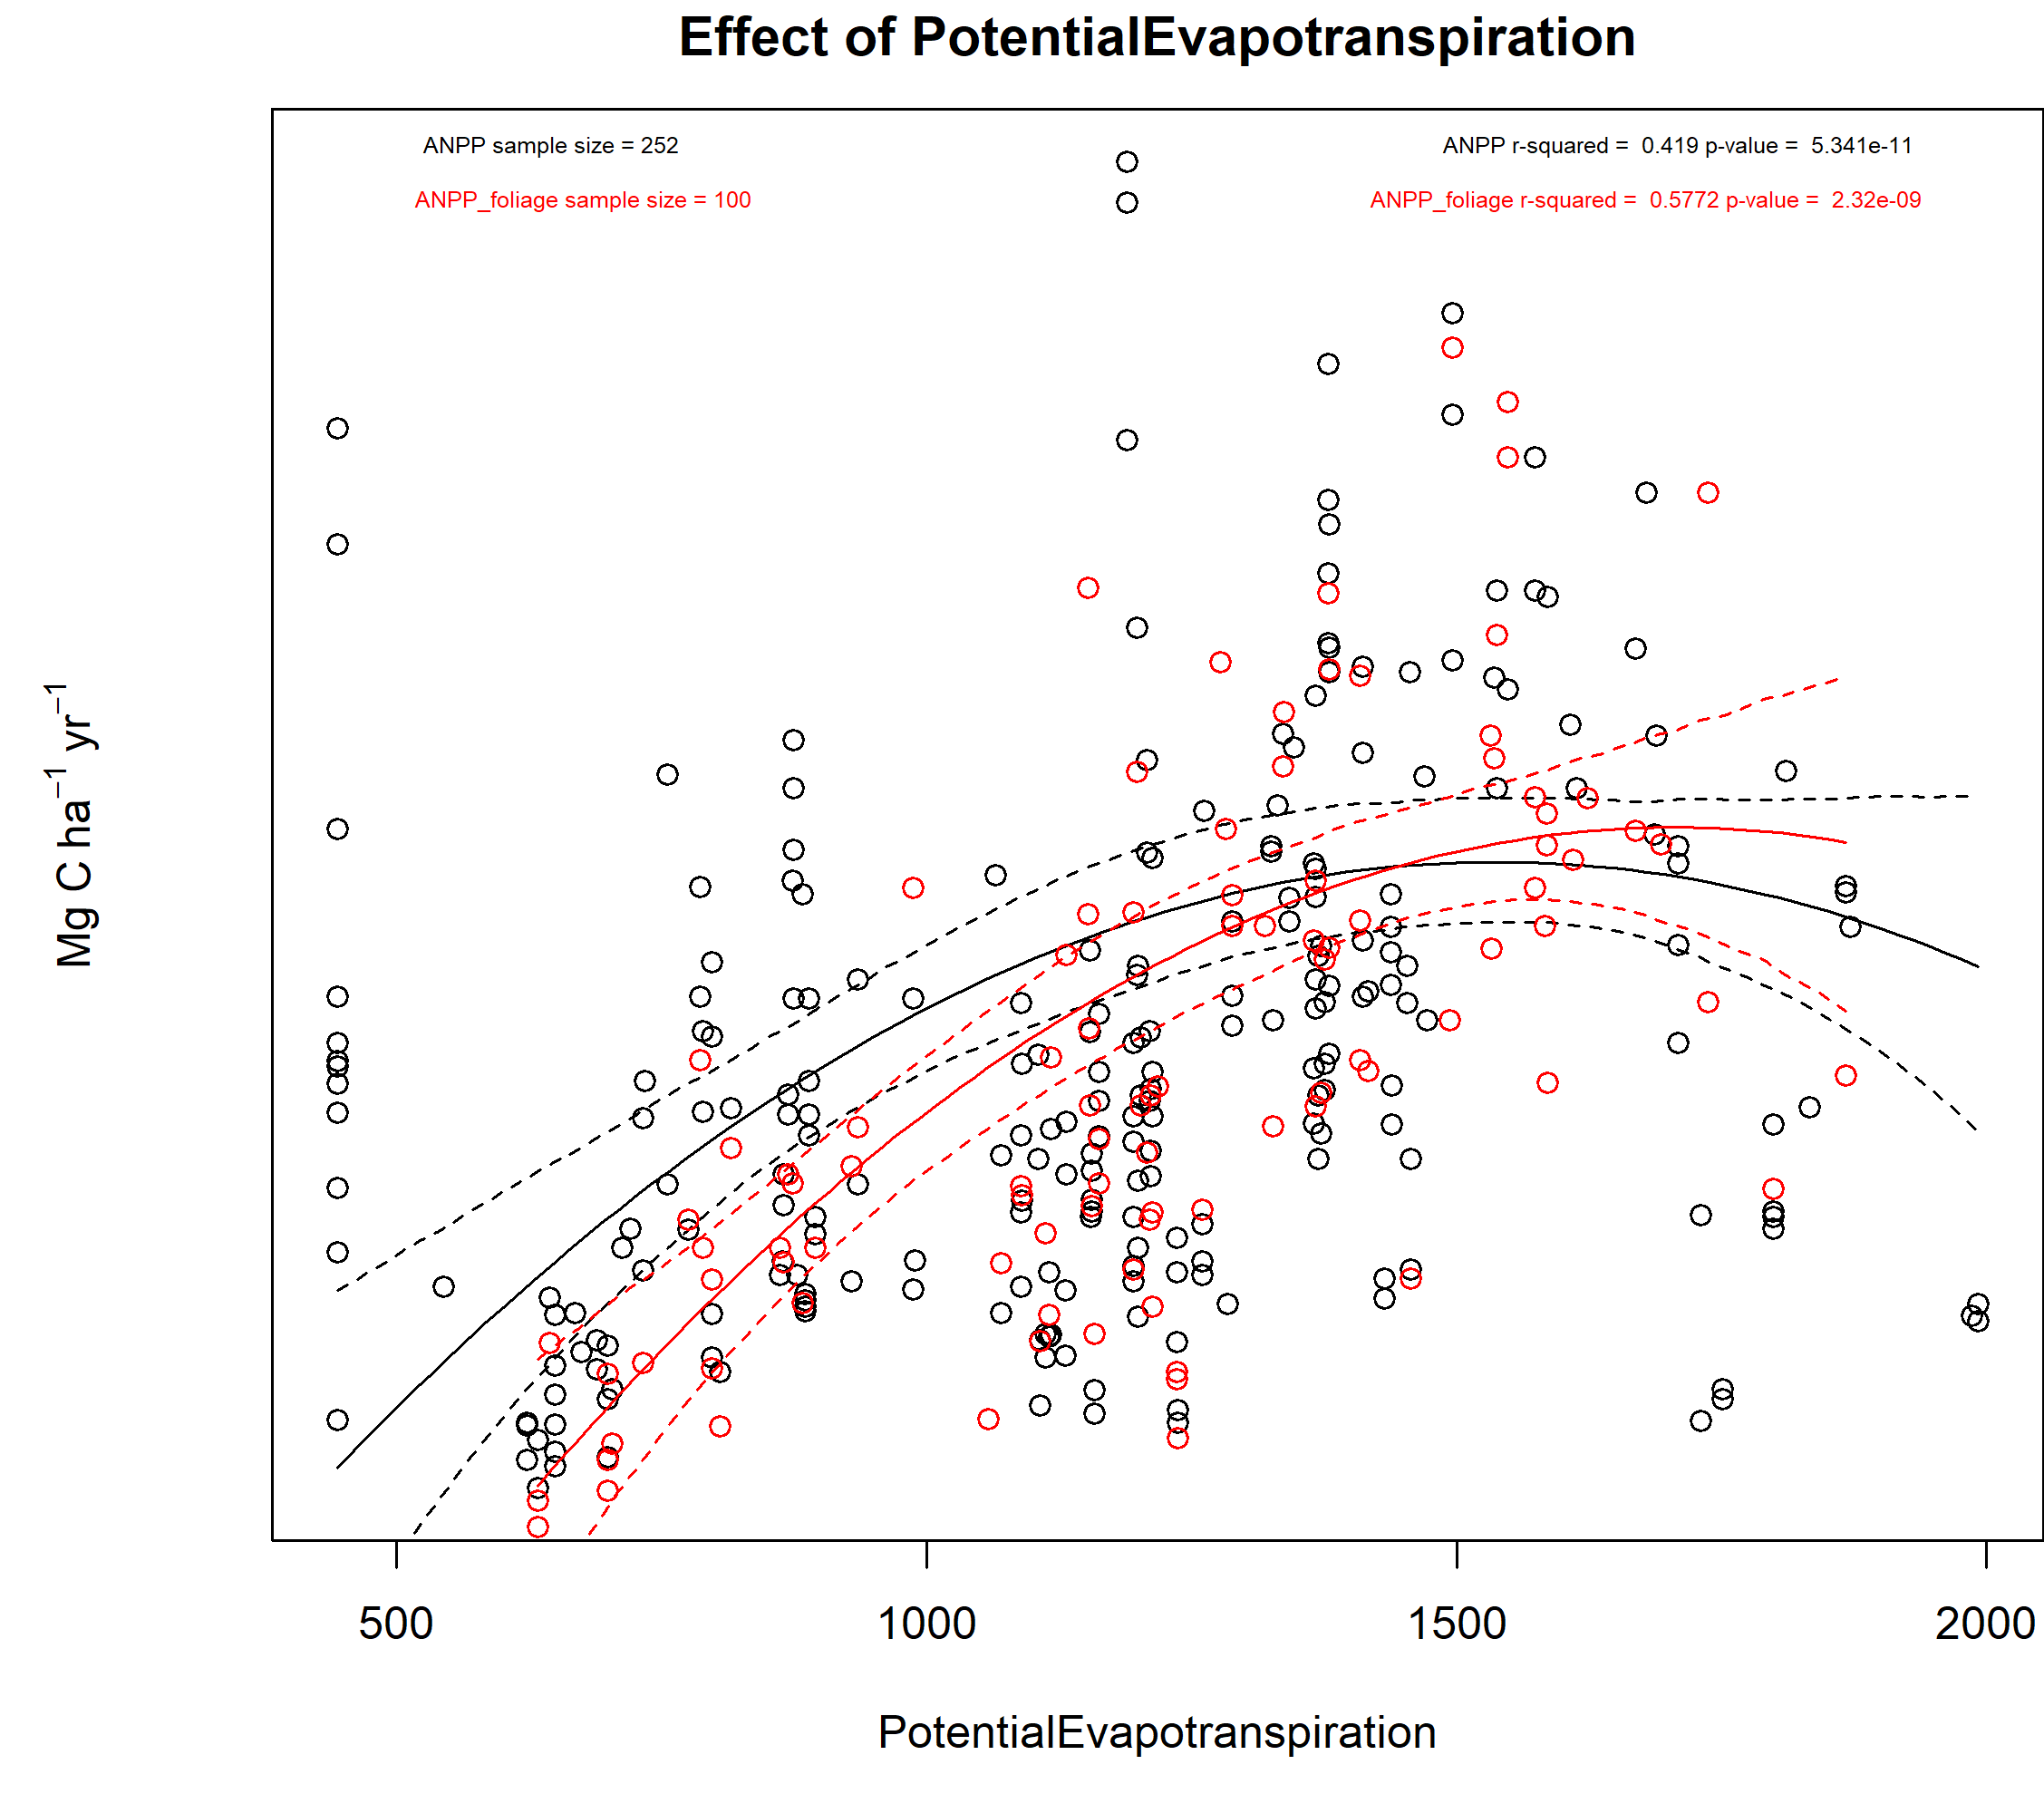 Effect of PotentialEvapotranspiration
ANPP sample size = 252
ANPP r-squared = 0.419 p-value = 5.341e-11
ANPP_foliage sample size = 100
ANPP_foliage r-squared = 0.5772 p-value = 2.32e-09
Mg C ha⁻¹ yr⁻¹
500 1000 1500 2000
PotentialEvapotranspiration